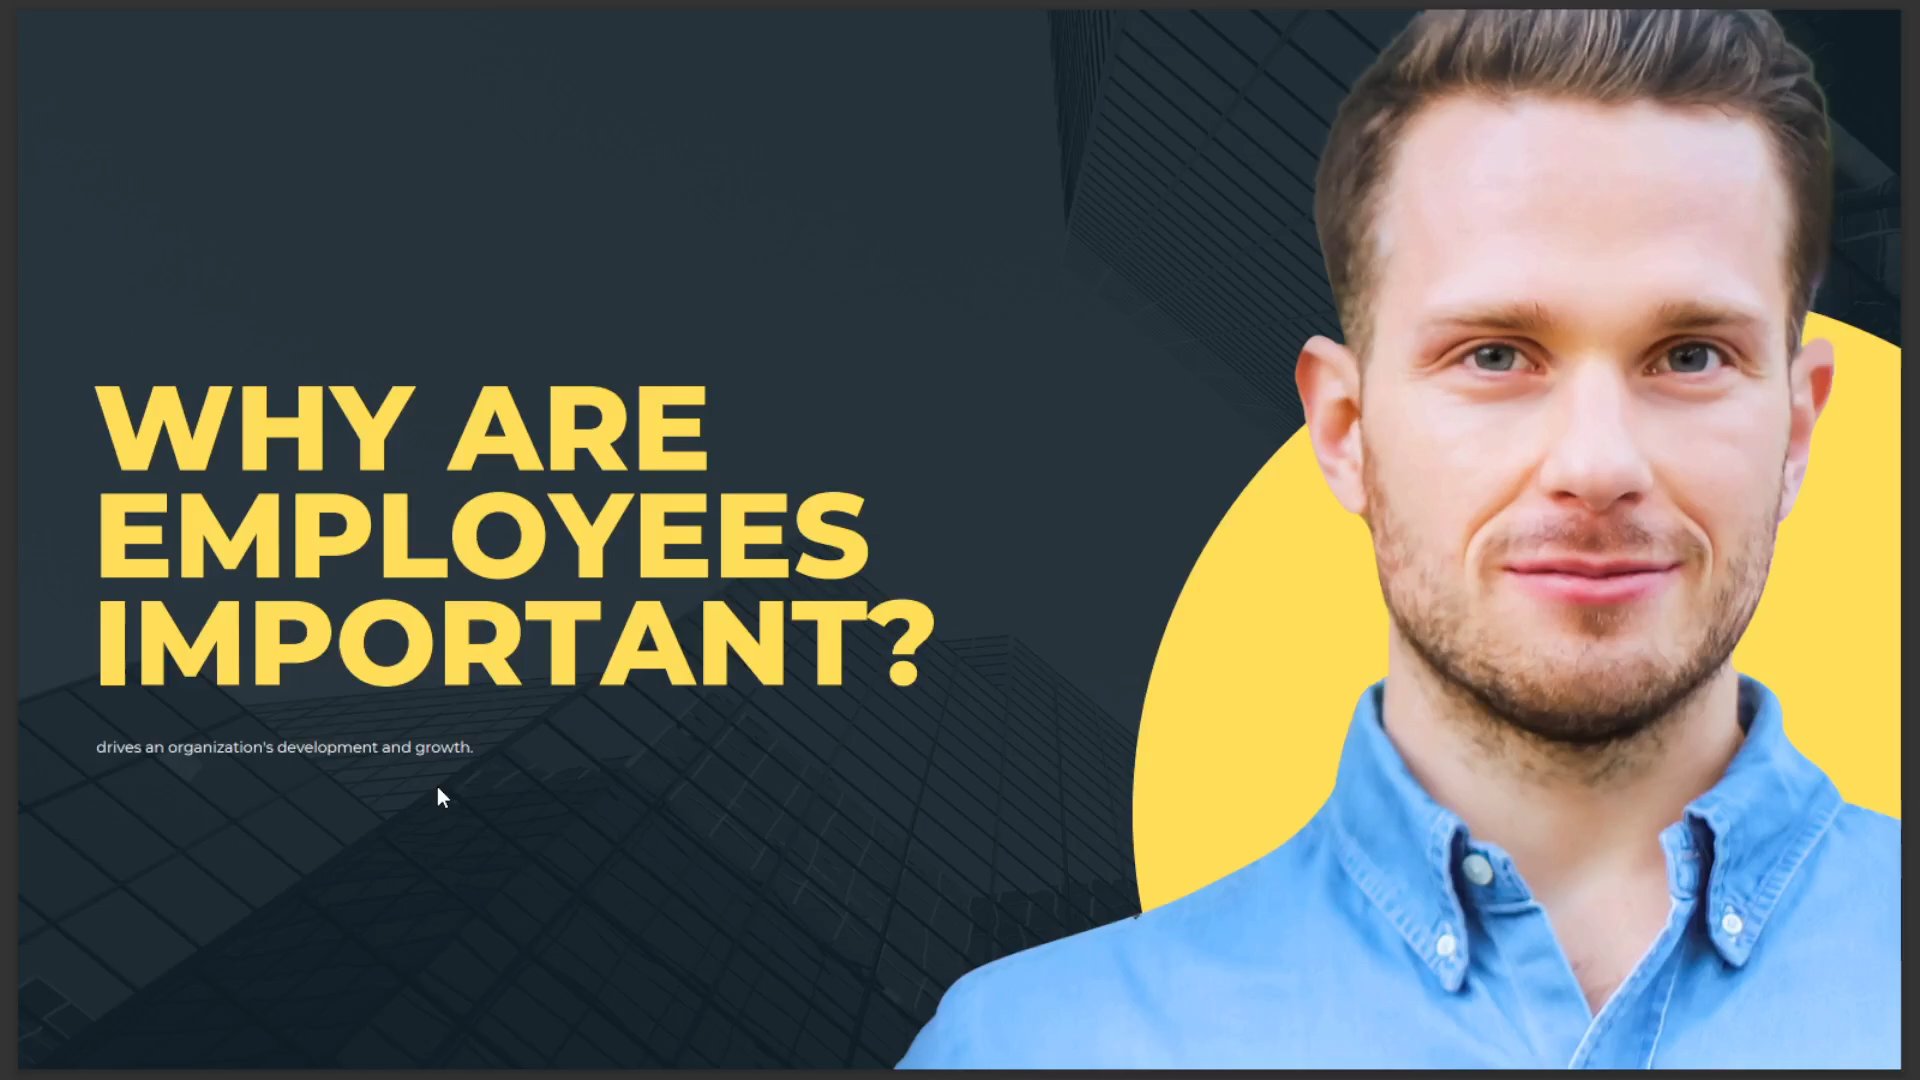 WHY ARE
EMPLOYEES
IMPORTANT?
drives an organization's development and growth.